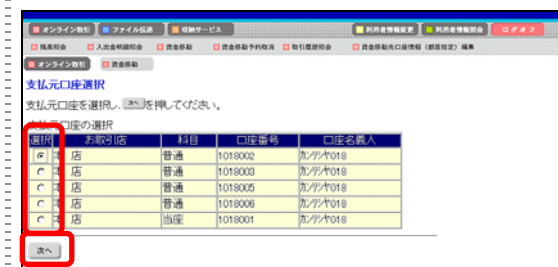 オンライン取引 ファイル伝送 収納サービス 利用者情報変更 利用者情報照会 ログオフ
残高照会 入出金明細照会 資金移動 資金移動予約取消 取引履歴照会 資金移動先口座情報（都度指定）編集
オンライン取引 資金移動
支払元口座選択
支払元口座を選択し、次へを押してください。
支払元口座の選択
選択 お取引店 科目 口座番号 口座名義人
本 店 普通 1018002 カンリシヤ018
本 店 普通 1018003 カンリシヤ018
本 店 普通 1018005 カンリシヤ018
本 店 普通 1018006 カンリシヤ018
本 店 当座 1018001 カンリシヤ018
次へ